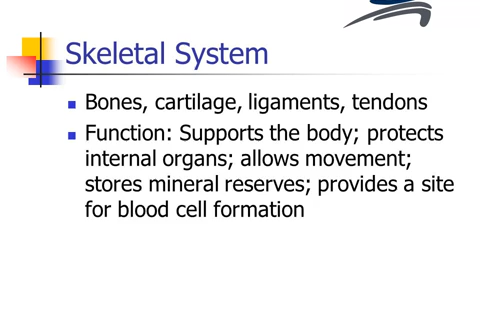 Skeletal System
Bones, cartilage, ligaments, tendons
Function: Supports the body; protects
internal organs; allows movement;
stores mineral reserves; provides a site
for blood cell formation